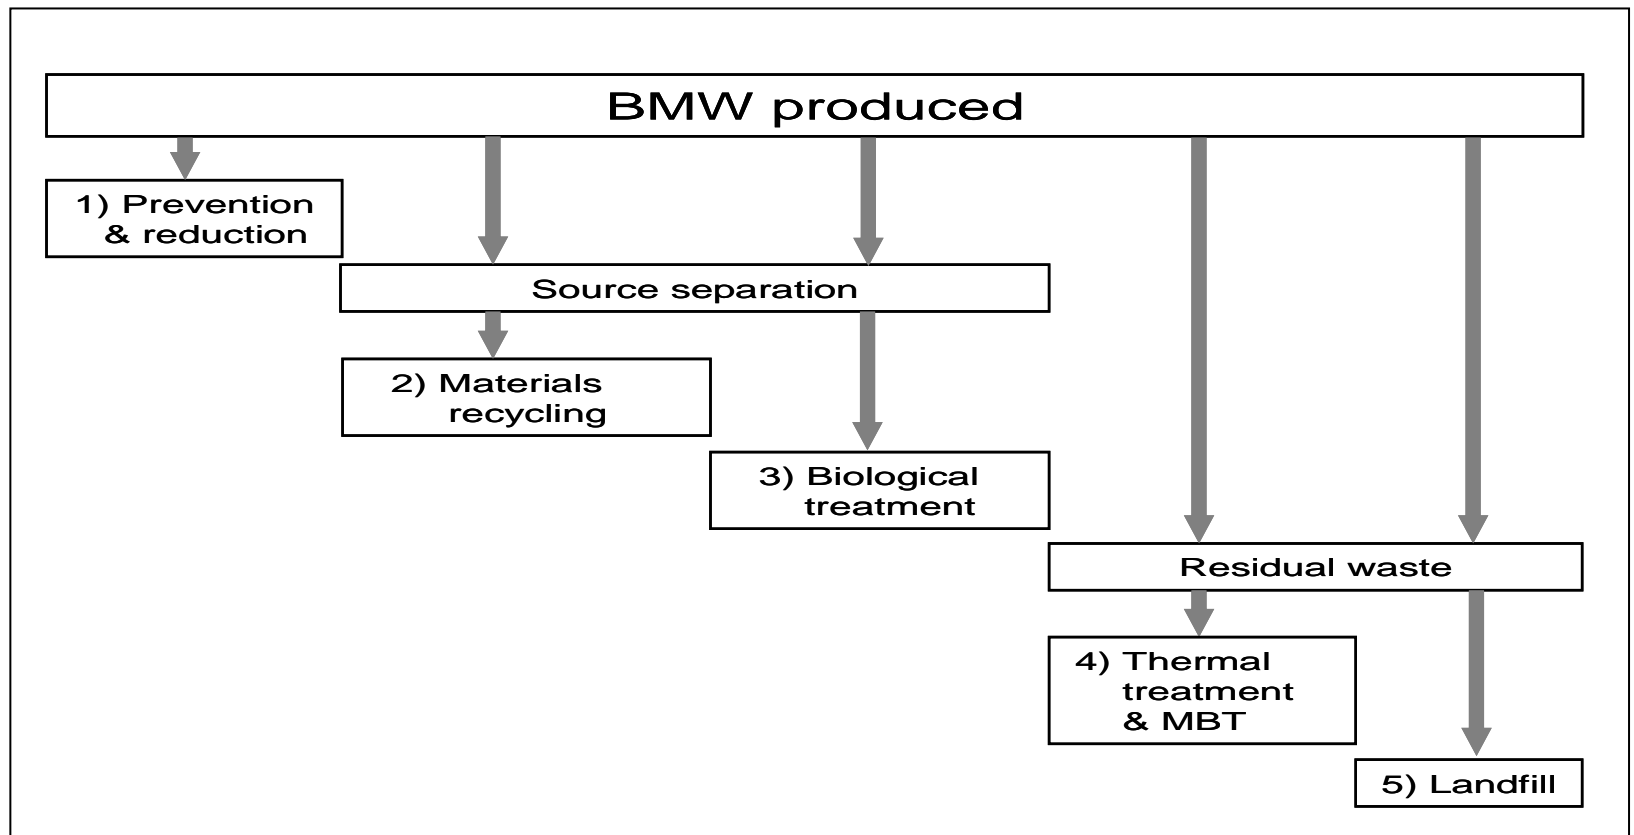 BMW produced
1) Prevention
& reduction
Source separation
2) Materials
recycling
3) Biological
treatment
Residual waste
4) Thermal
treatment
& MBT
5) Landfill